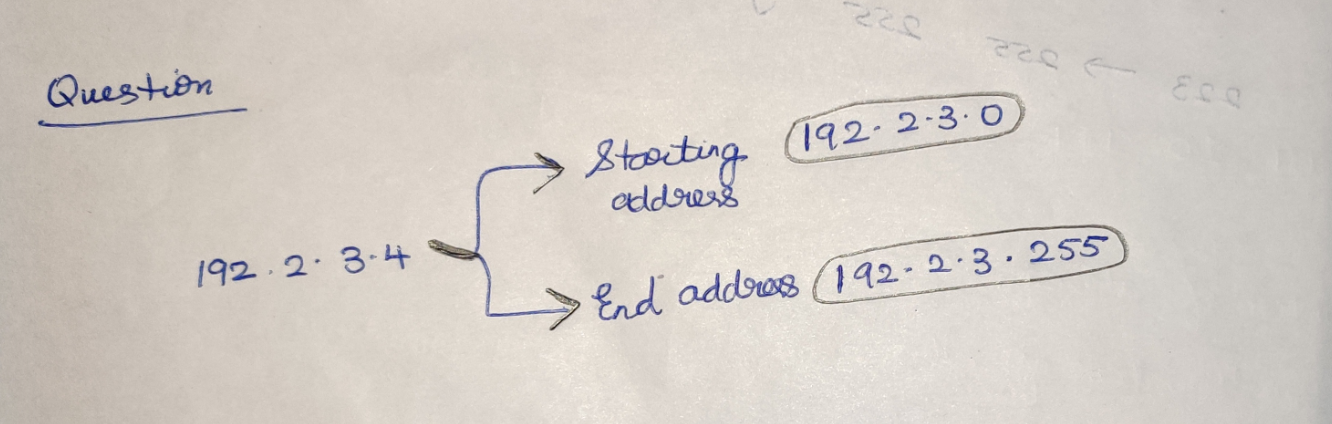 Question
Starting 192.2.3.0
address
192.2.3.4
End address 192.2.3.255